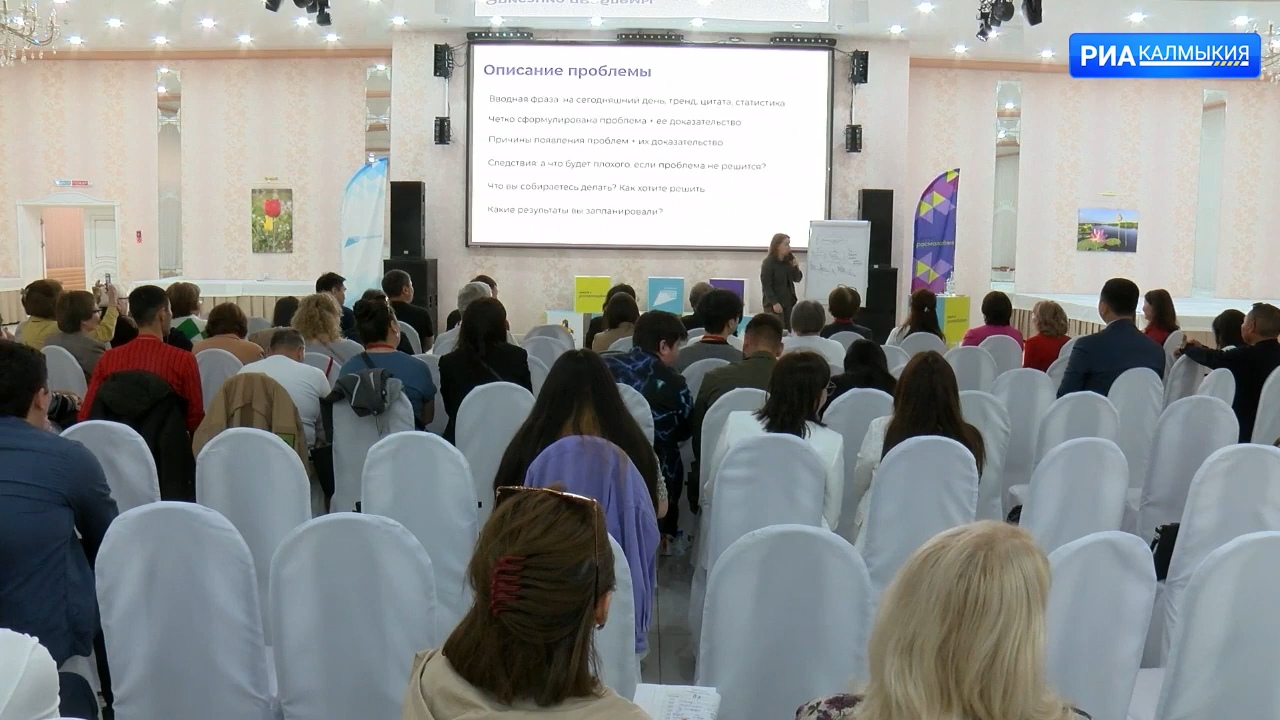 РИА КАЛМЫКИЯ
Описание проблемы
Вводная фраза: на сегодняшний день, тренд, цитата, статистика
Четко сформулирована проблема + ее доказательство
Причины появления проблем + их доказательство
Следствия: а что будет плохого, если проблема не решится?
Что вы собираетесь делать? Как хотите решить
Какие результаты вы запланировали?
росмолодёжь